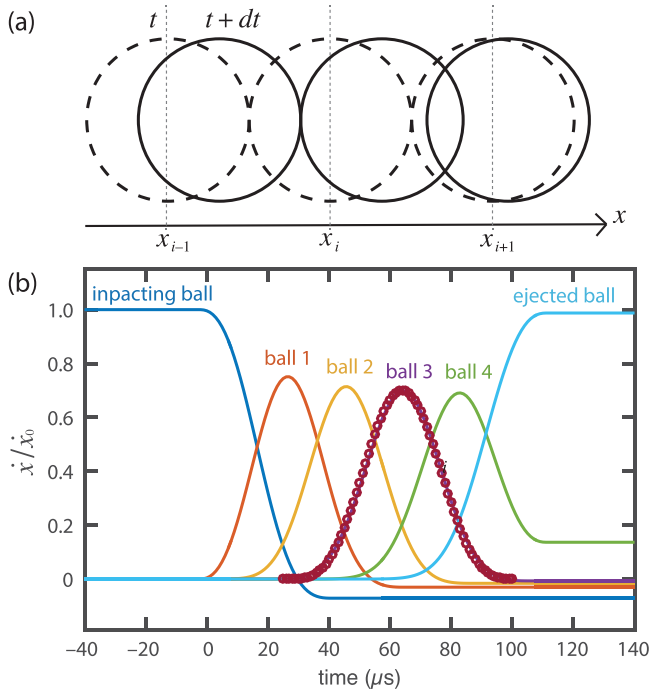 (a)
t
t + dt
x
x_{i−1}
x_i
x_{i+1}
(b)
inpacting ball
ejected ball
ball 1
ball 2
ball 3
ball 4
1.0
0.8
0.6
0.4
0.2
0
ẋ/ẋ₀
−40 −20 0 20 40 60 80 100 120 140
time (μs)